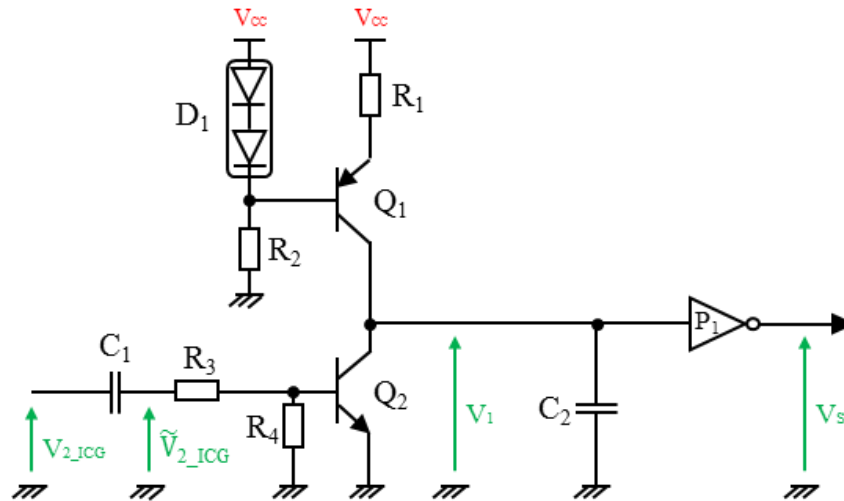 Vcc
Vcc
D₁
R₁
Q₁
R₂
P₁
C₁
R₃
Q₂
R₄
V₂_ICG
Ṽ₂_ICG
V₁
C₂
Vs